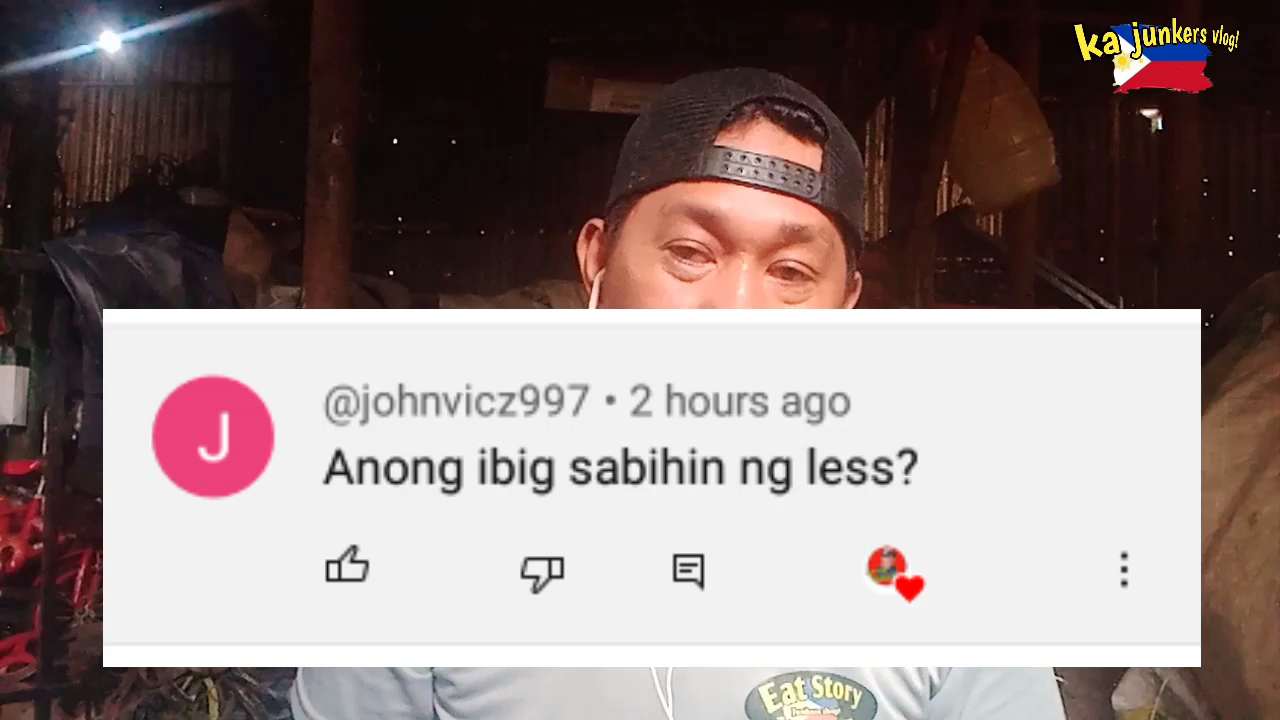 ka junkers vlog!
J
@johnvicz997 • 2 hours ago
Anong ibig sabihin ng less?
Eat Story